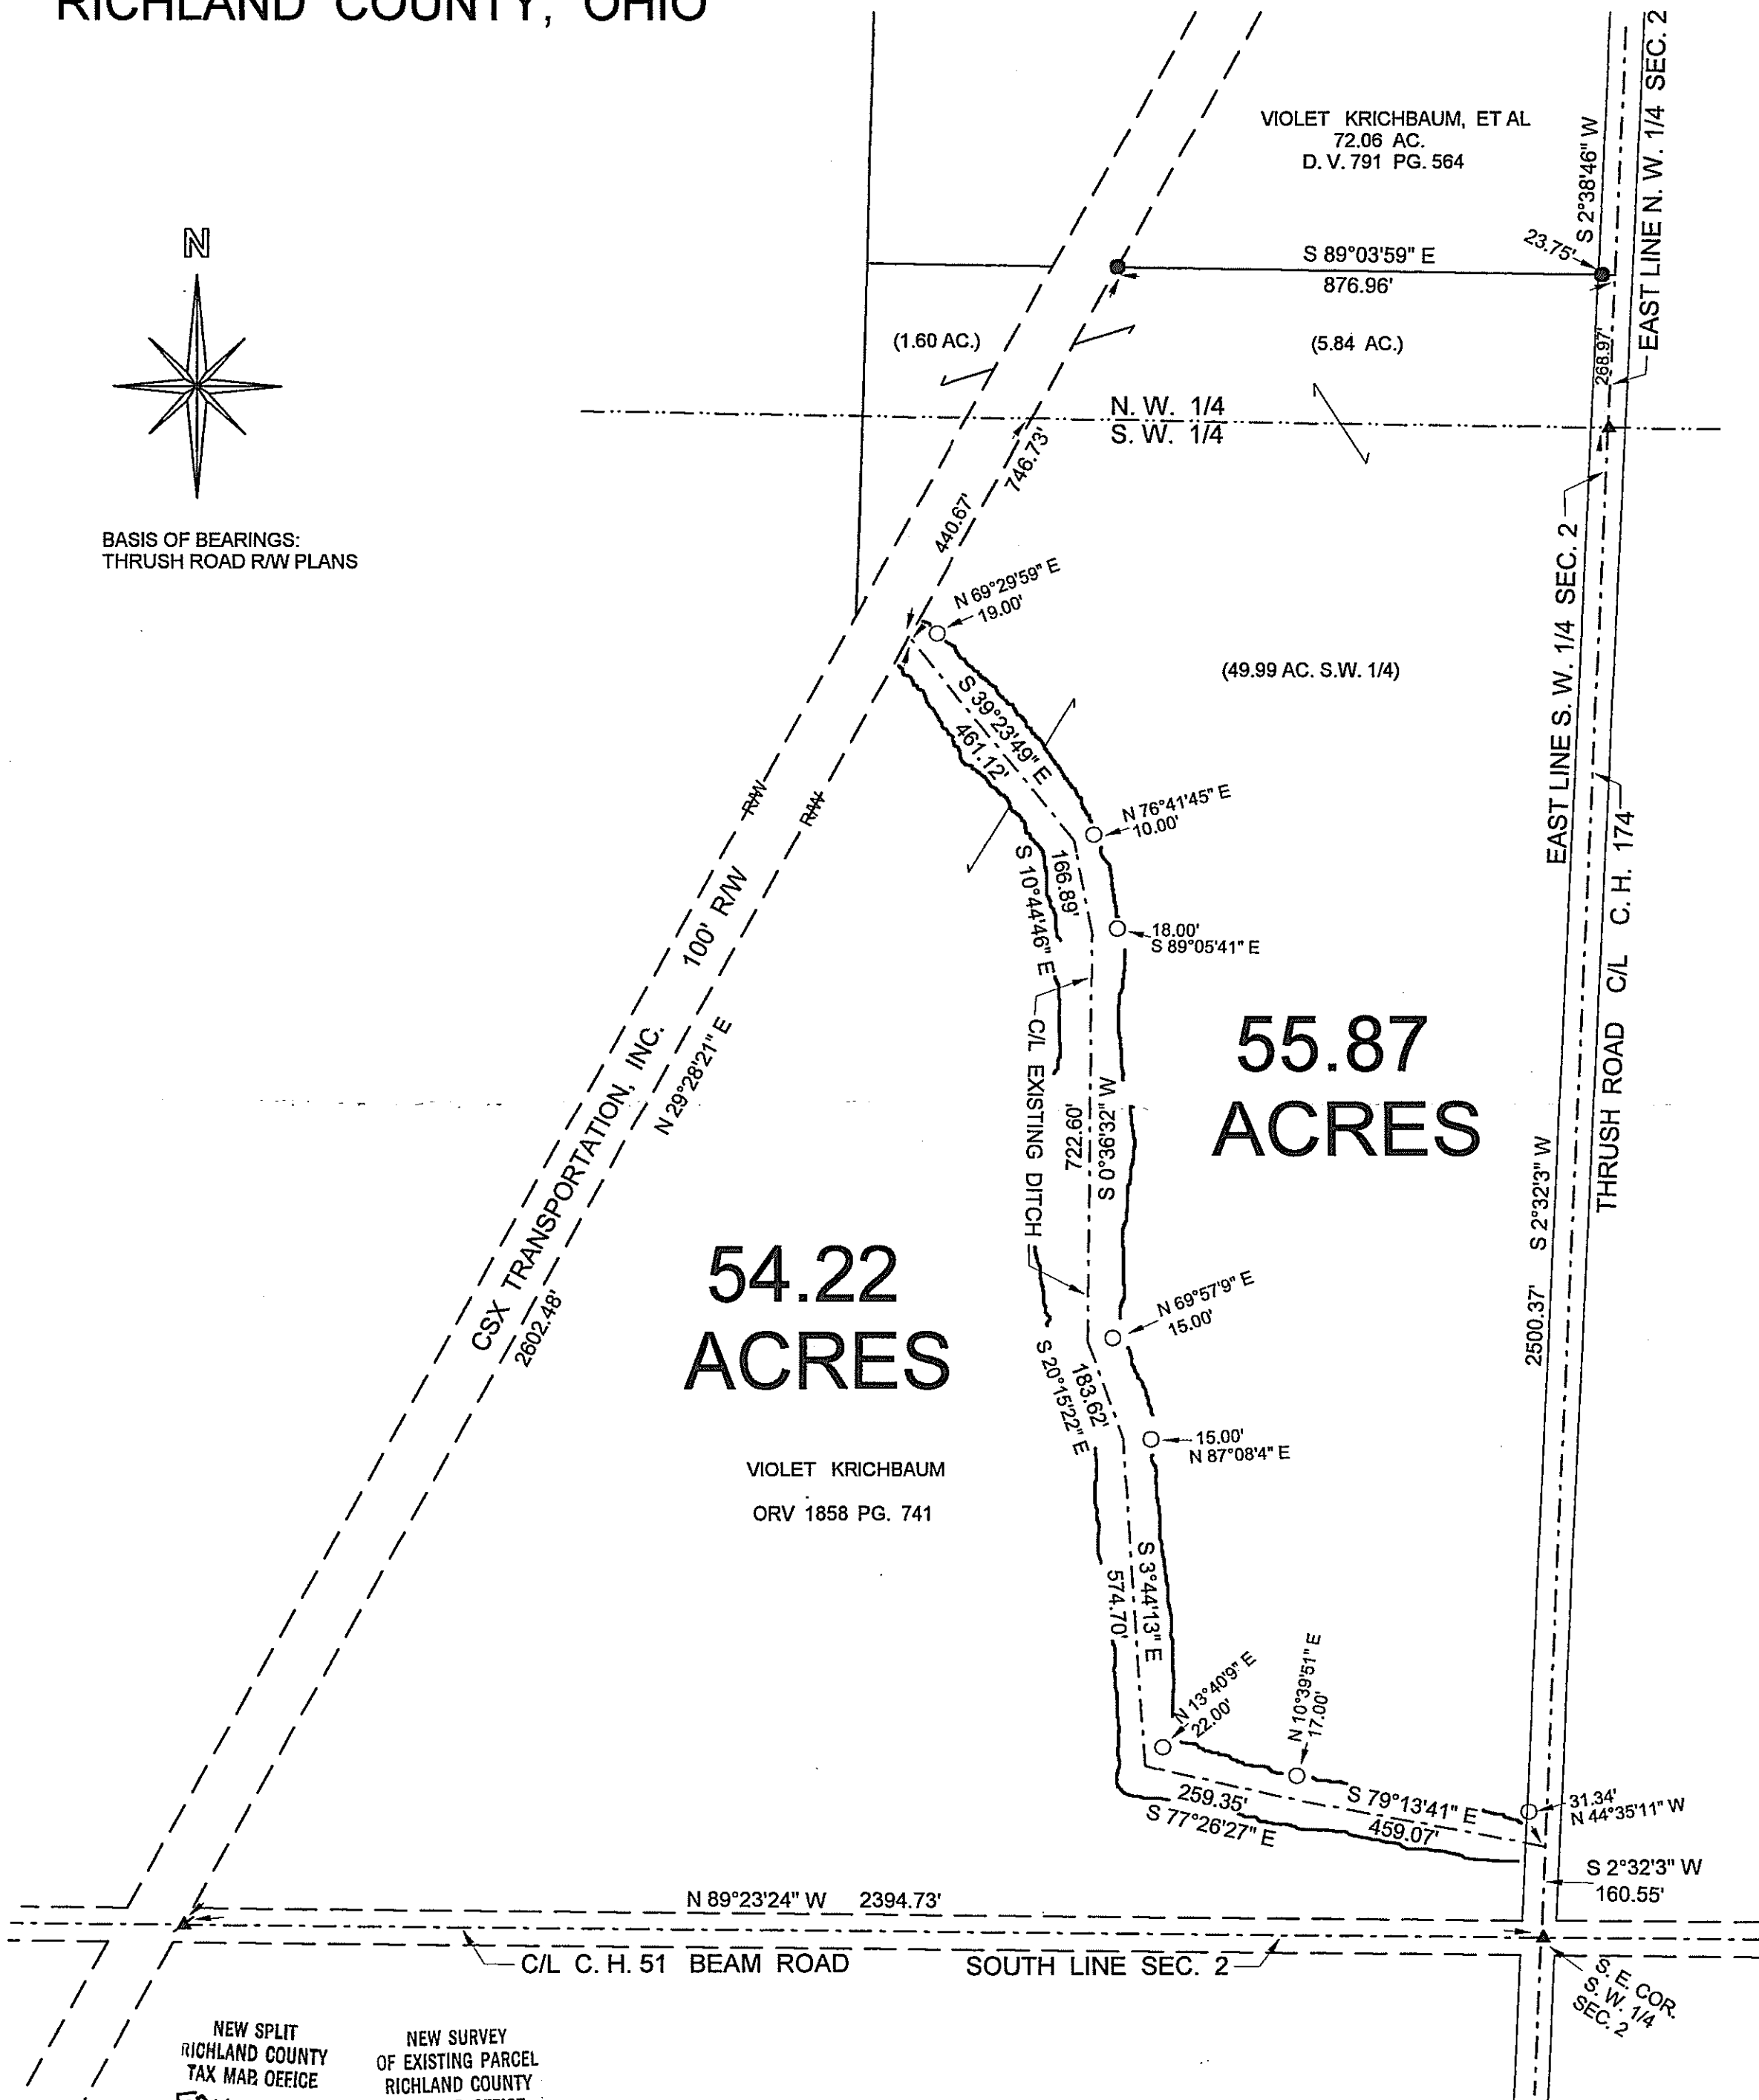 RICHLAND COUNTY, OHIO
VIOLET KRICHBAUM, ET AL
72.06 AC.
D. V. 791 PG. 564
S 2°38'46" W
EAST LINE N. W. 1/4 SEC. 2
N
23.75'
S 89°03'59" E
876.96'
(1.60 AC.)
(5.84 AC.)
268.97'
N. W. 1/4
S. W. 1/4
746.73'
440.67'
BASIS OF BEARINGS:
THRUSH ROAD R/W PLANS
N 69°29'59" E
19.00'
(49.99 AC. S.W. 1/4)
EAST LINE S. W. 1/4 SEC. 2
S 39°23'49" E
461.12'
R/W
R/W
N 76°41'45" E
10.00'
166.89'
S 10°44'46" E
100' R/W
18.00'
S 89°05'41" E
THRUSH ROAD C/L C. H. 174
CSX TRANSPORTATION, INC.
N 29°28'21" E
2602.48'
C/L EXISTING DITCH
722.60'
S 0°36'32" W
55.87
ACRES
2500.37' S 2°32'3" W
54.22
ACRES
N 69°57'9" E
15.00'
183.62'
S 20°15'22" E
15.00'
N 87°08'4" E
VIOLET KRICHBAUM
ORV 1858 PG. 741
S 3°44'13" E
574.70'
N 13°40'9" E
22.00'
N 10°39'51" E
17.00'
259.35'
S 77°26'27" E
S 79°13'41" E
459.07'
31.34'
N 44°35'11" W
S 2°32'3" W
160.55'
N 89°23'24" W 2394.73'
C/L C. H. 51 BEAM ROAD
SOUTH LINE SEC. 2
S. E. COR.
S. W. 1/4
SEC. 2
NEW SPLIT
RICHLAND COUNTY
TAX MAP OFFICE
NEW SURVEY
OF EXISTING PARCEL
RICHLAND COUNTY